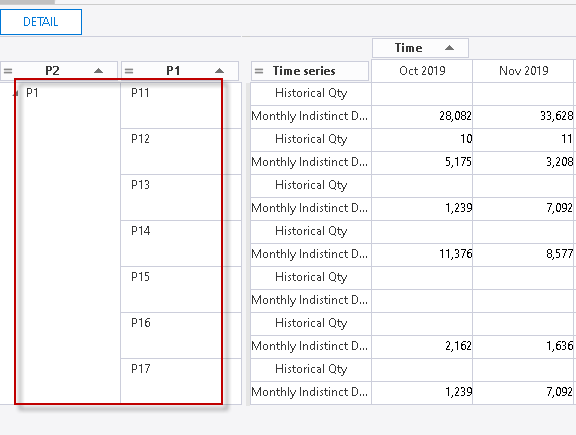 DETAIL
Time
P2 P1 Time series Oct 2019 Nov 2019
P1 P11 Historical Qty
Monthly Indistinct D... 28,082 33,628
P12 Historical Qty 10 11
Monthly Indistinct D... 5,175 3,208
P13 Historical Qty
Monthly Indistinct D... 1,239 7,092
P14 Historical Qty
Monthly Indistinct D... 11,376 8,577
P15 Historical Qty
Monthly Indistinct D...
P16 Historical Qty
Monthly Indistinct D... 2,162 1,636
P17 Historical Qty
Monthly Indistinct D... 1,239 7,092